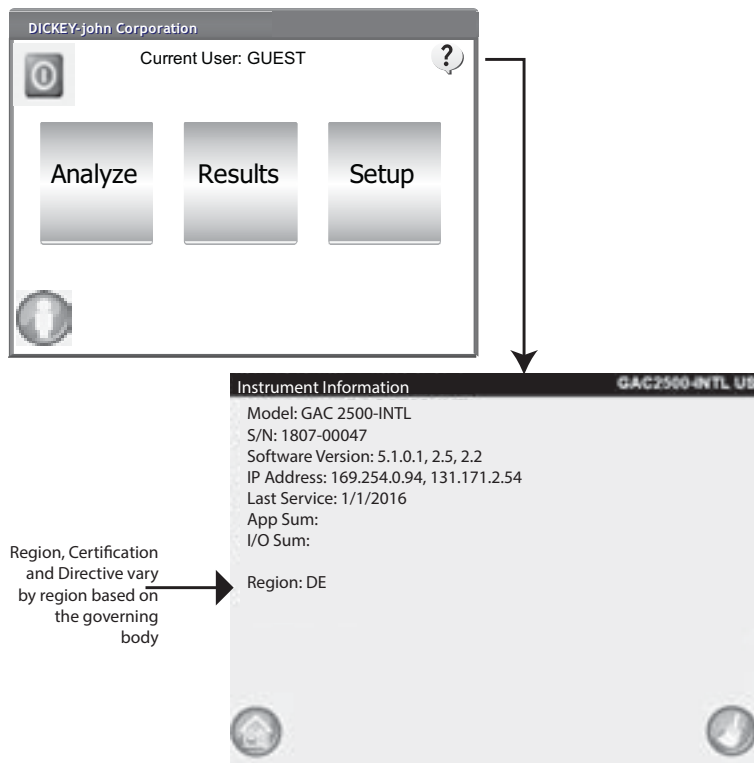 DICKEY-john Corporation
Current User: GUEST
?
Analyze
Results
Setup
Instrument Information
GAC2500-INTL US
Model: GAC 2500-INTL
S/N: 1807-00047
Software Version: 5.1.0.1, 2.5, 2.2
IP Address: 169.254.0.94, 131.171.2.54
Last Service: 1/1/2016
App Sum:
I/O Sum:
Region: DE
Region, Certification
and Directive vary
by region based on
the governing
body